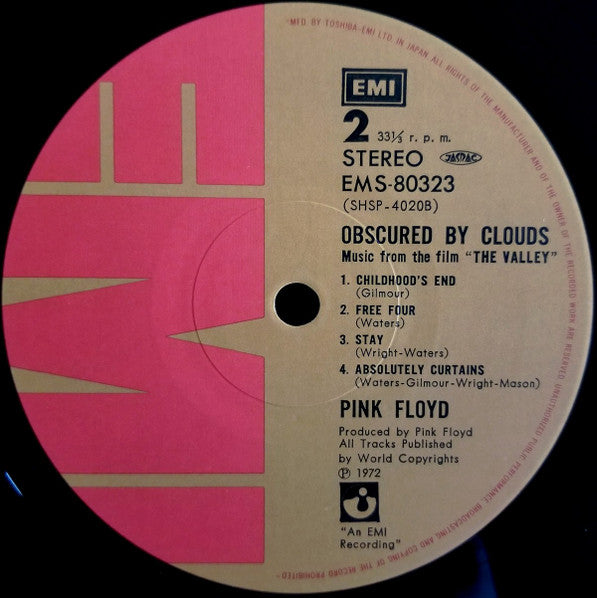 "MFD. BY TOSHIBA-EMI LTD. IN JAPAN. ALL RIGHTS OF THE MANUFACTURER AND OF THE OWNER OF THE RECORDED WORK ARE RESERVED. UNAUTHORIZED PUBLIC PERFORMANCE, BROADCASTING AND COPYING OF THE RECORD PROHIBITED"
EMI
EMI
2 33⅓ r. p. m.
STEREO JASRAC
EMS-80323
(SHSP-4020B)
OBSCURED BY CLOUDS
Music from the film "THE VALLEY"
1. CHILDHOOD'S END
(Gilmour)
2. FREE FOUR
(Waters)
3. STAY
(Wright-Waters)
4. ABSOLUTELY CURTAINS
(Waters-Gilmour-Wright-Mason)
PINK FLOYD
Produced by Pink Floyd
All Tracks Published
by World Copyrights
Ⓟ 1972
"An EMI
Recording"